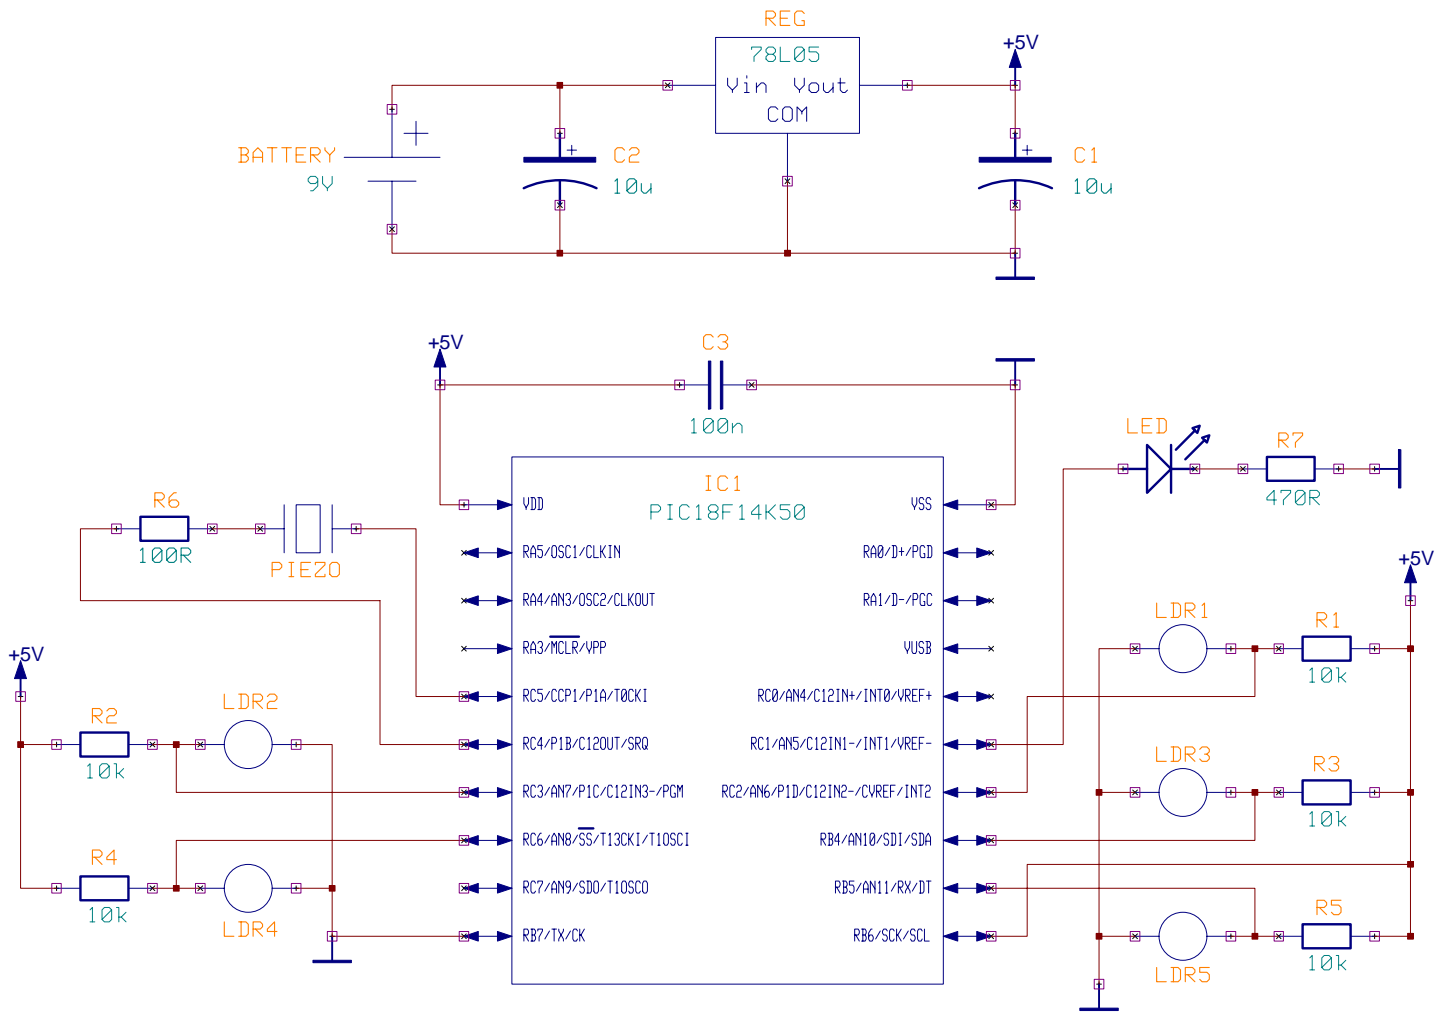 REG
+5V
78L05
Vin Vout
COM
BATTERY
9V
+
C2
10u
+
C1
10u
+
+5V
C3
100n
LED
R7
470R
IC1
PIC18F14K50
VDD
VSS
R6
100R
PIEZO
RA5/OSC1/CLKIN
RA0/D+/PGD
RA4/AN3/OSC2/CLKOUT
RA1/D-/PGC
RA3/MCLR/VPP
VUSB
RC5/CCP1/P1A/T0CKI
RC0/AN4/C12IN+/INT0/VREF+
RC4/P1B/C12OUT/SRQ
RC1/AN5/C12IN1-/INT1/VREF-
RC3/AN7/P1C/C12IN3-/PGM
RC2/AN6/P1D/C12IN2-/CVREF/INT2
RC6/AN8/SS/T13CKI/T1OSCI
RB4/AN10/SDI/SDA
RC7/AN9/SDO/T1OSCO
RB5/AN11/RX/DT
RB7/TX/CK
RB6/SCK/SCL
+5V
R2
10k
LDR2
R4
10k
LDR4
+5V
LDR1
R1
10k
LDR3
R3
10k
LDR5
R5
10k